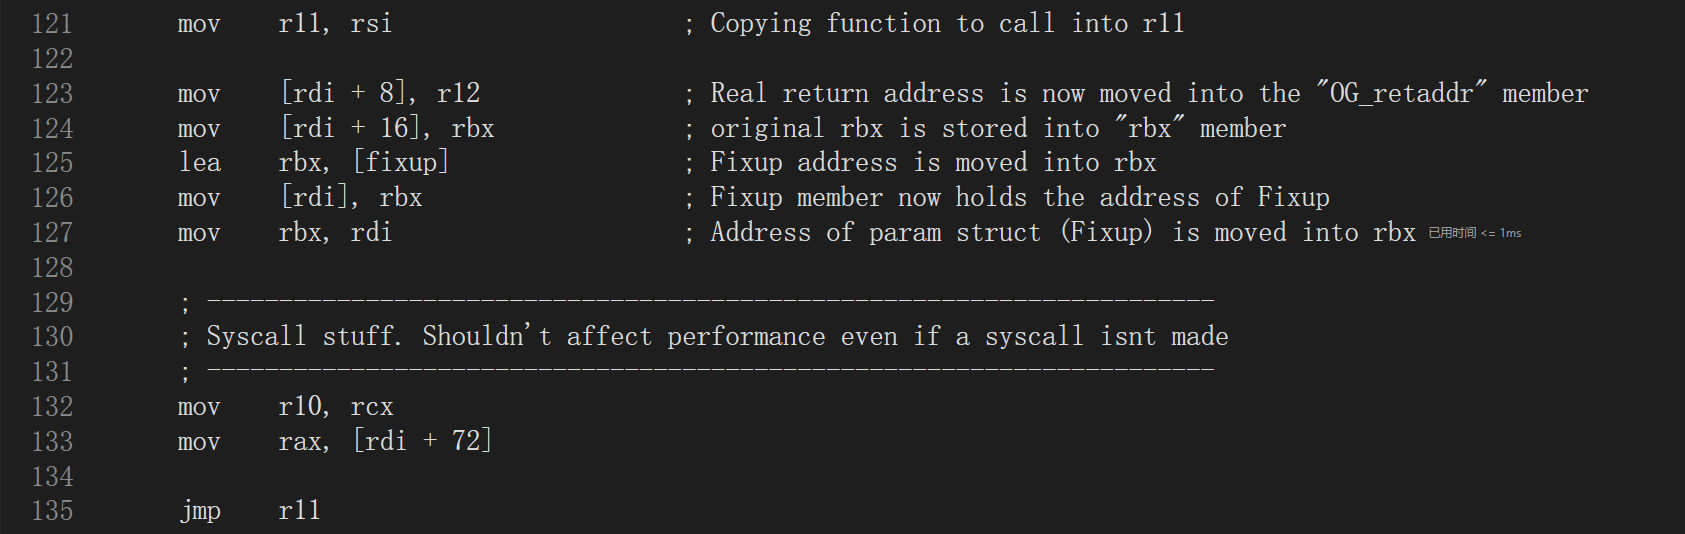 121 mov r11, rsi ; Copying function to call into r11
122
123 mov [rdi + 8], r12 ; Real return address is now moved into the "OG_retaddr" member
124 mov [rdi + 16], rbx ; original rbx is stored into "rbx" member
125 lea rbx, [fixup] ; Fixup address is moved into rbx
126 mov [rdi], rbx ; Fixup member now holds the address of Fixup
127 mov rbx, rdi ; Address of param struct (Fixup) is moved into rbx 已用时间 <= 1ms
128
129 ; ----------------------------------------------------------------------
130 ; Syscall stuff. Shouldn't affect performance even if a syscall isnt made
131 ; ----------------------------------------------------------------------
132 mov r10, rcx
133 mov rax, [rdi + 72]
134
135 jmp r11